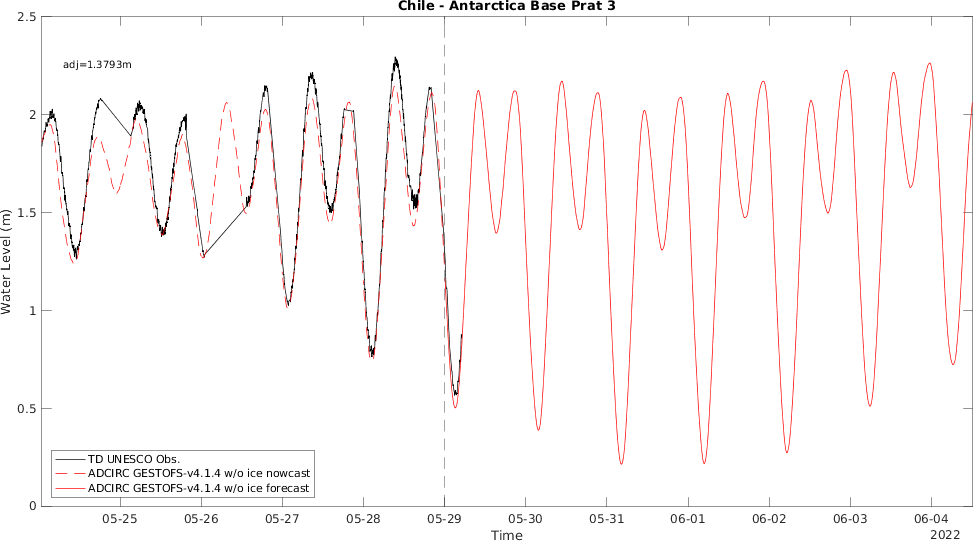 Chile - Antarctica Base Prat 3
2.5
adj=1.3793m
2
1.5
1
0.5
0
Water Level (m)
TD UNESCO Obs.
ADCIRC GESTOFS-v4.1.4 w/o ice nowcast
ADCIRC GESTOFS-v4.1.4 w/o ice forecast
05-25 05-26 05-27 05-28 05-29 05-30 05-31 06-01 06-02 06-03 06-04
2022
Time